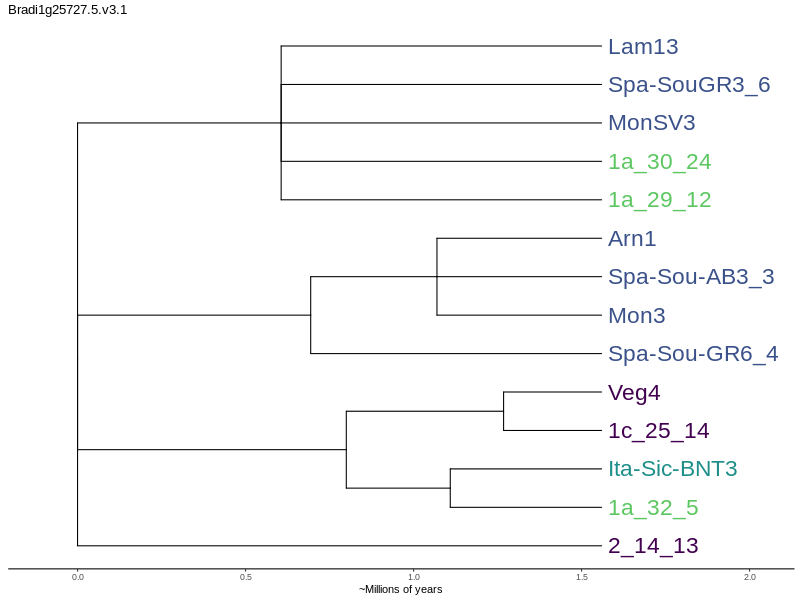 Bradi1g25727.5.v3.1
Lam13
Spa-SouGR3_6
MonSV3
1a_30_24
1a_29_12
Arn1
Spa-Sou-AB3_3
Mon3
Spa-Sou-GR6_4
Veg4
1c_25_14
Ita-Sic-BNT3
1a_32_5
2_14_13
0.0 0.5 1.0 1.5 2.0
~Millions of years